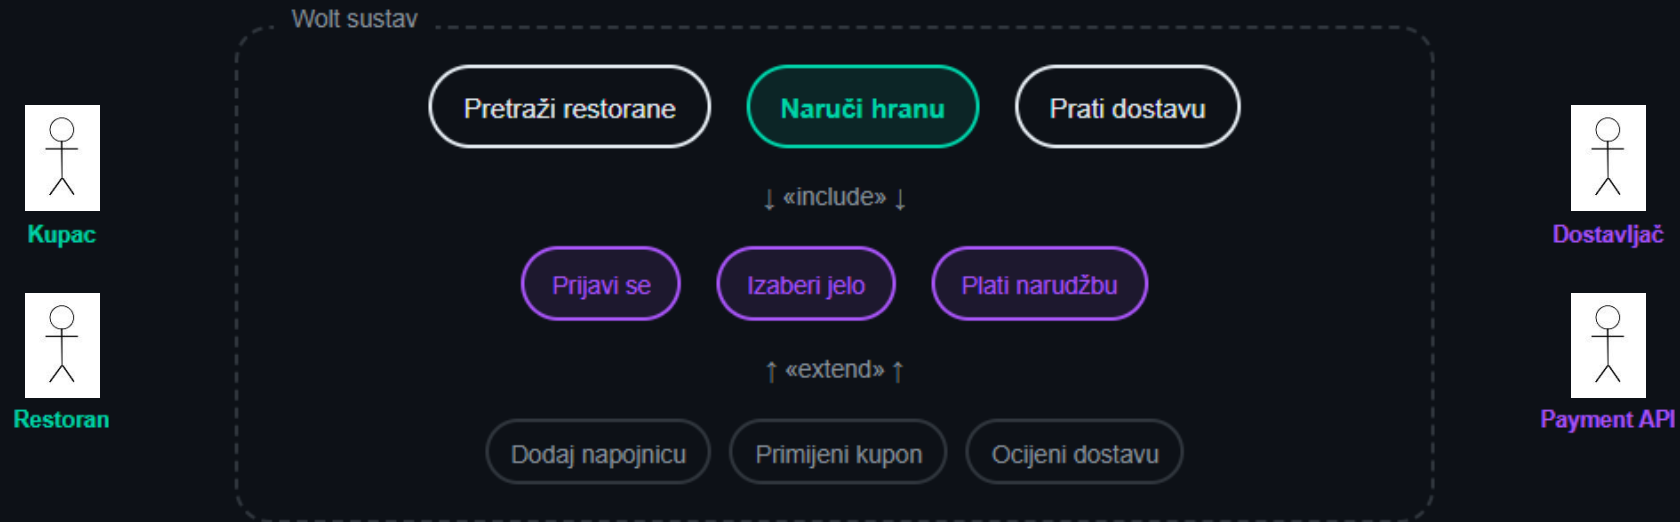 Wolt sustav
Pretraži restorane
Naruči hranu
Prati dostavu
Kupac
Dostavljač
↓ «include» ↓
Prijavi se
Izaberi jelo
Plati narudžbu
Restoran
Payment API
↑ «extend» ↑
Dodaj napojnicu
Primijeni kupon
Ocijeni dostavu